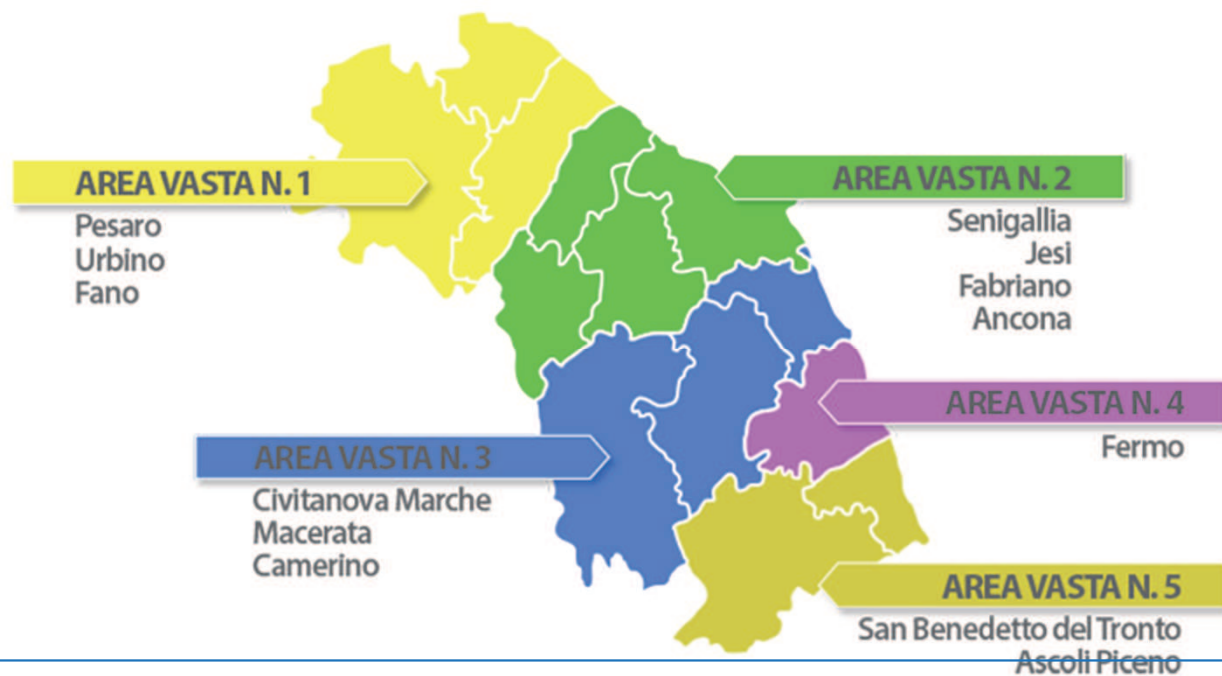 AREA VASTA N. 1
Pesaro
Urbino
Fano
AREA VASTA N. 2
Senigallia
Jesi
Fabriano
Ancona
AREA VASTA N. 3
Civitanova Marche
Macerata
Camerino
AREA VASTA N. 4
Fermo
AREA VASTA N. 5
San Benedetto del Tronto
Ascoli Piceno